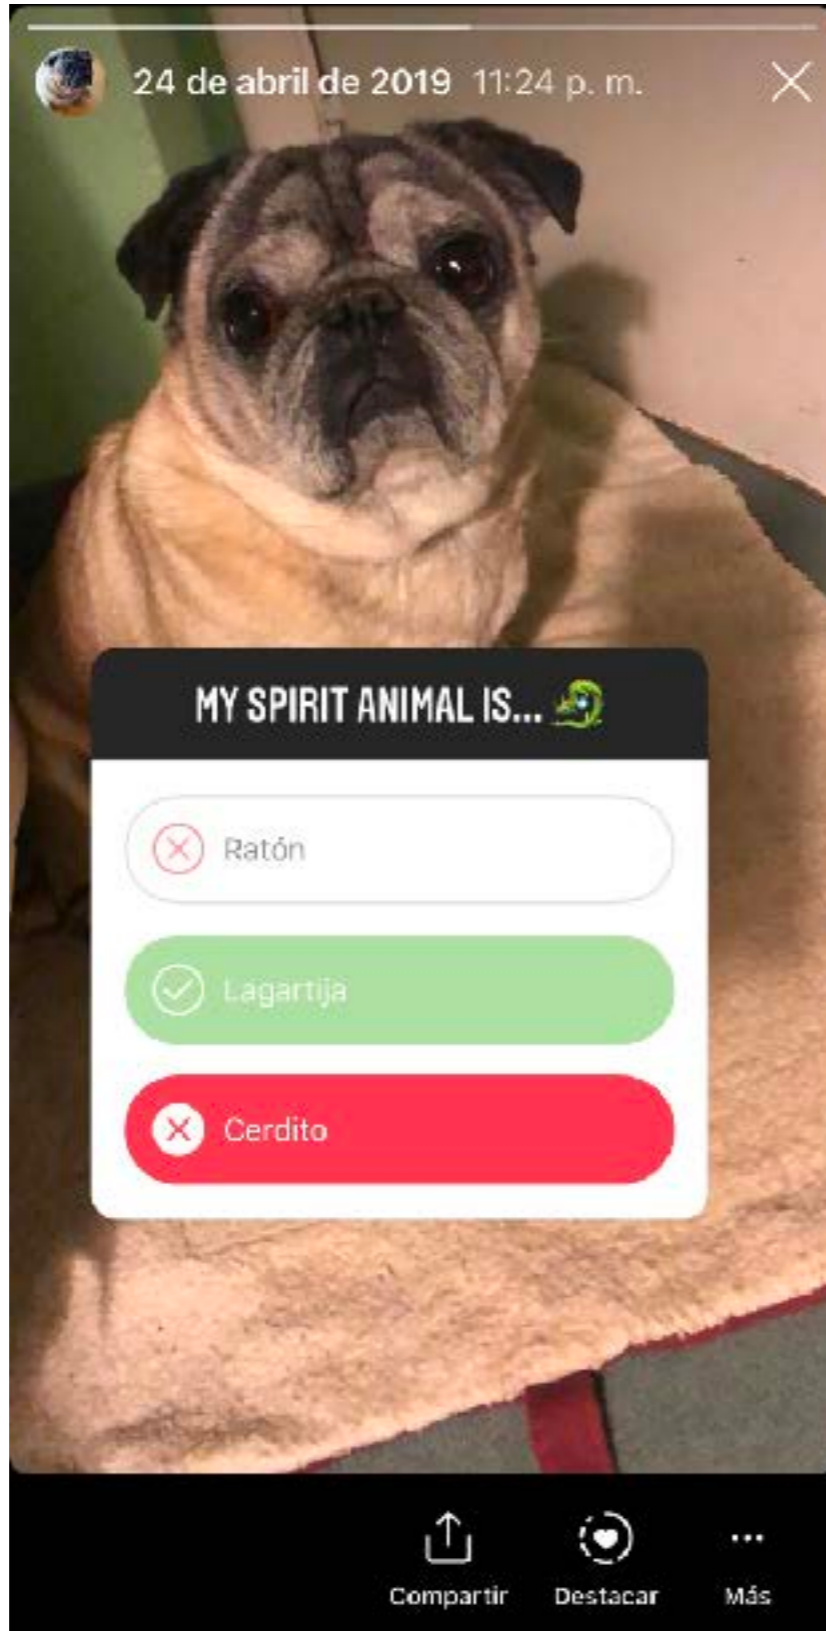 24 de abril de 2019 11:24 p. m.
MY SPIRIT ANIMAL IS...
Ratón
Lagartija
Cerdito
Compartir Destacar Más